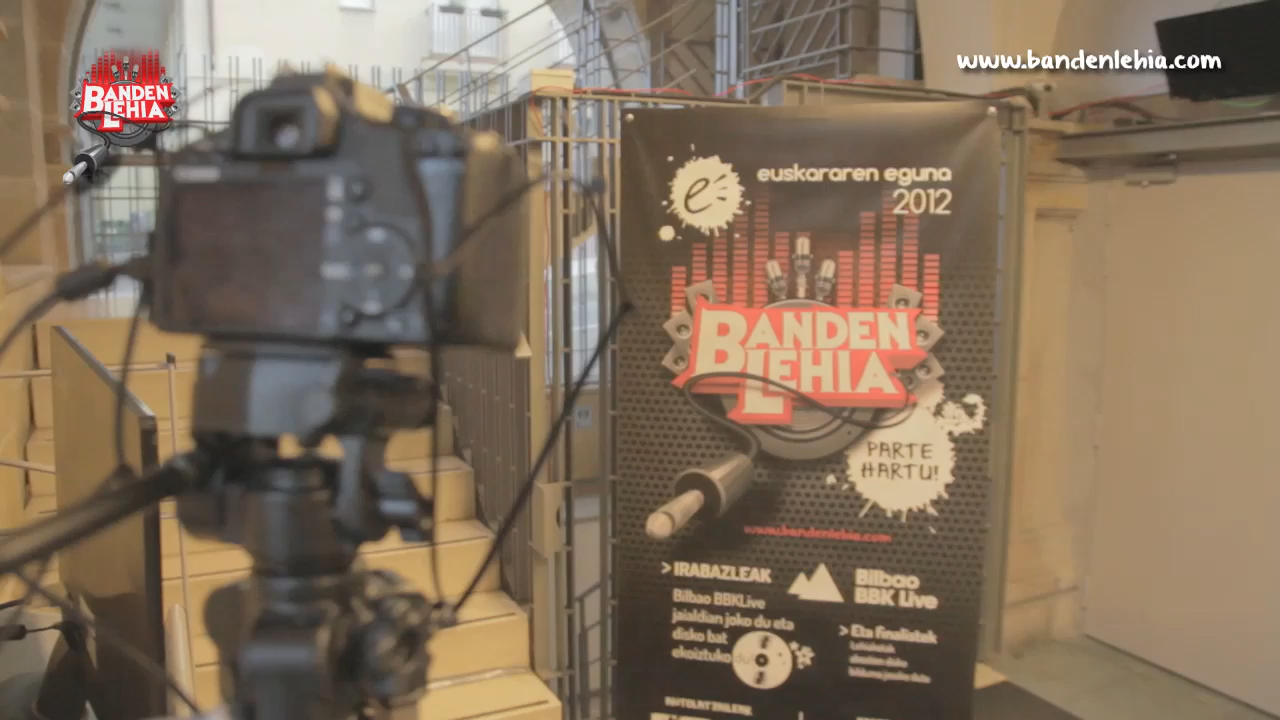 www.bandenlehia.com
BANDEN
LEHIA
e
euskararen eguna
2012
BANDEN
LEHIA
PARTE
HARTU!
www.bandenlehia.com
> IRABAZLEAK
Bilbao BBKLive
jaialdian joko du eta
disko bat
ekoiztuko du
Bilbao
BBK Live
> Eta finalistek